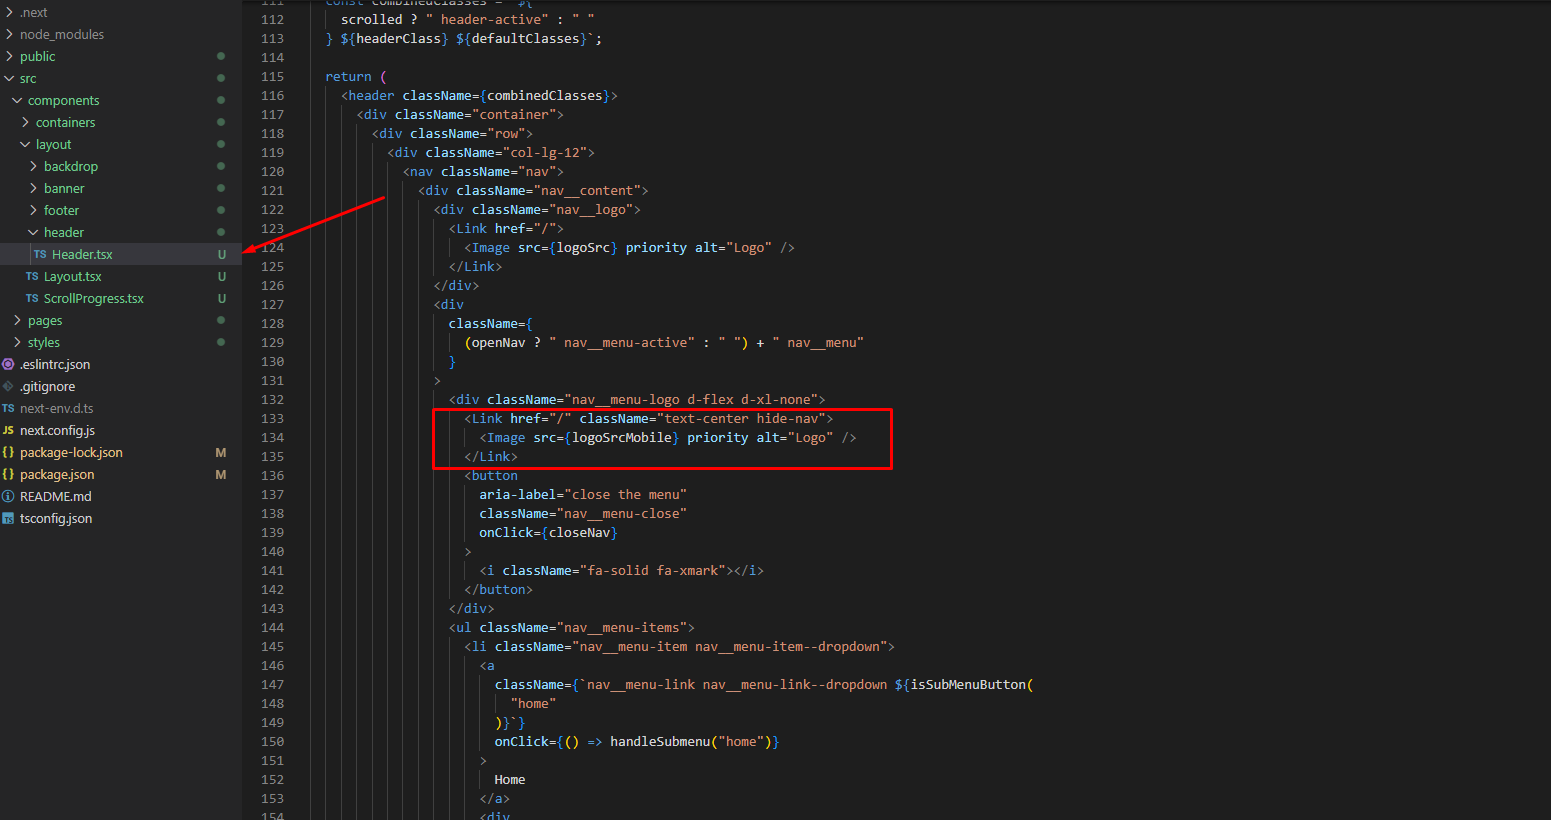 .next
node_modules
public
src
components
containers
layout
backdrop
banner
footer
header
TS Header.tsx U
TS Layout.tsx U
TS ScrollProgress.tsx U
pages
styles
.eslintrc.json
.gitignore
TS next-env.d.ts
JS next.config.js
{} package-lock.json M
{} package.json M
README.md
TS tsconfig.json
111 const combinedClasses = `${
112 scrolled ? " header-active" : " "
113 } ${headerClass} ${defaultClasses}`;
114
115 return (
116 <header className={combinedClasses}>
117 <div className="container">
118 <div className="row">
119 <div className="col-lg-12">
120 <nav className="nav">
121 <div className="nav__content">
122 <div className="nav__logo">
123 <Link href="/">
124 <Image src={logoSrc} priority alt="Logo" />
125 </Link>
126 </div>
127 <div
128 className={
129 (openNav ? " nav__menu-active" : " ") + " nav__menu"
130 }
131 >
132 <div className="nav__menu-logo d-flex d-xl-none">
133 <Link href="/" className="text-center hide-nav">
134 <Image src={logoSrcMobile} priority alt="Logo" />
135 </Link>
136 <button
137 aria-label="close the menu"
138 className="nav__menu-close"
139 onClick={closeNav}
140 >
141 <i className="fa-solid fa-xmark"></i>
142 </button>
143 </div>
144 <ul className="nav__menu-items">
145 <li className="nav__menu-item nav__menu-item--dropdown">
146 <a
147 className={`nav__menu-link nav__menu-link--dropdown ${isSubMenuButton(
148 "home"
149 )}`}
150 onClick={() => handleSubmenu("home")}
151 >
152 Home
153 </a>
154 <div